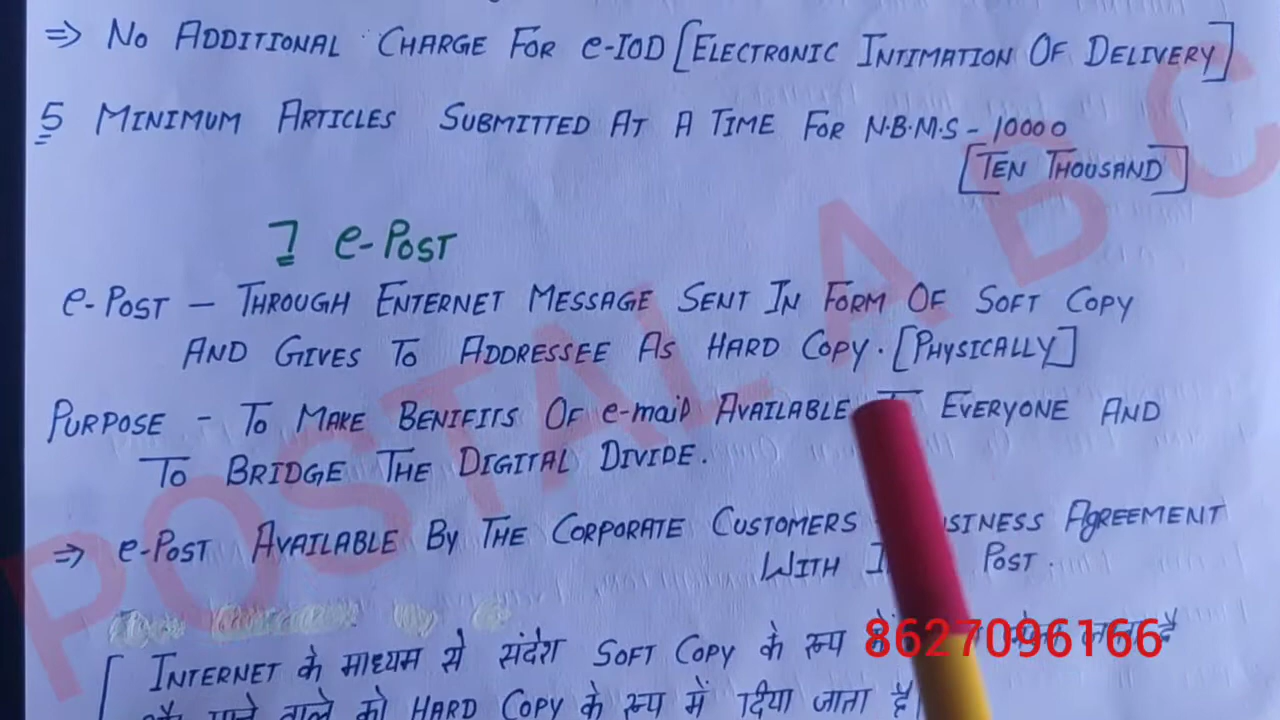 ⇒ No ADDITIONAL CHARGE FOR e-IOD [ELECTRONIC INTIMATION OF DELIVERY]
5 MINIMUM ARTICLES SUBMITTED AT A TIME FOR N.B.M.S - 10000
[TEN THOUSAND]
7 e-POST
e-POST — THROUGH ENTERNET MESSAGE SENT IN FORM OF SOFT COPY
AND GIVES TO ADDRESSEE AS HARD COPY. [PHYSICALLY]
PURPOSE - TO MAKE BENIFITS OF e-mail AVAILABLE EVERYONE AND
TO BRIDGE THE DIGITAL DIVIDE.
⇒ e-POST AVAILABLE BY THE CORPORATE CUSTOMERS AGREEMENT
WITH POST.
[INTERNET के माध्यम से संदेश SOFT COPY के रूप में जाता है
वाले को HARD COPY के रूप में दिया जाता है
8627096166
POSTAL ABC